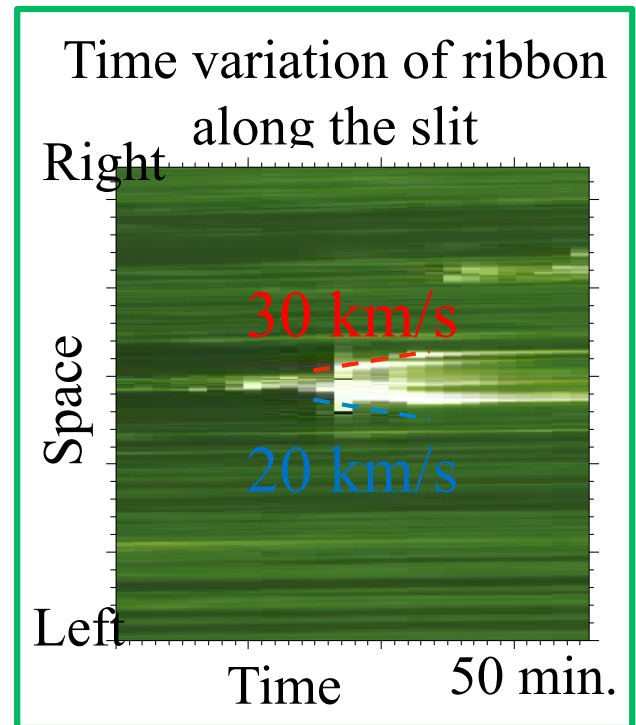 Time variation of ribbon
along the slit
Right
30 km/s
Space
20 km/s
Left
Time
50 min.